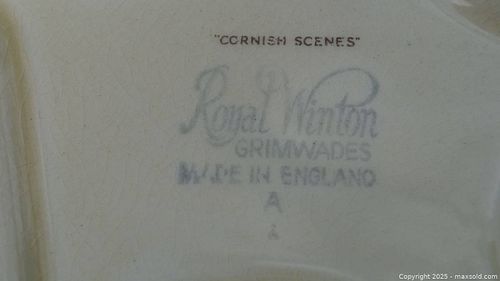 "CORNISH SCENES"
Royal Winton
GRIMWADES
MADE IN ENGLAND
A
Copyright © 2025 - maxsold.com